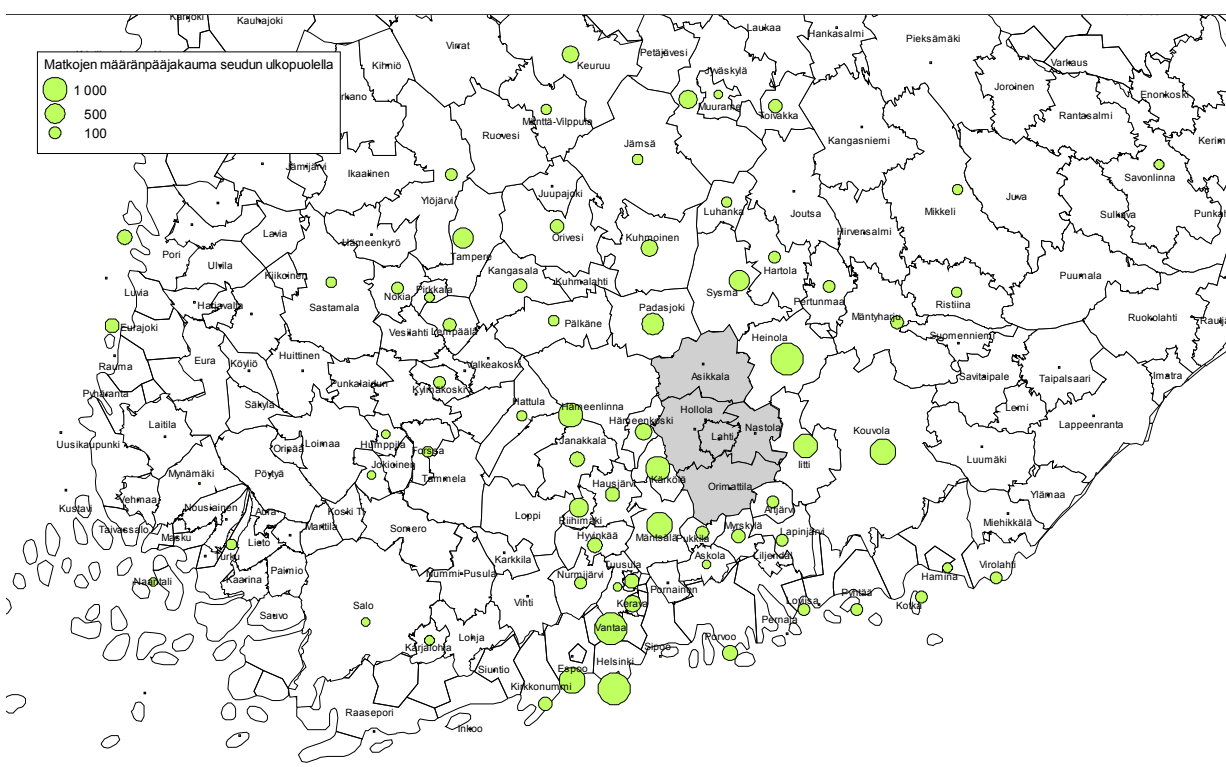 Karijoki
Kauhajoki
Virrat
Keuruu
Petäjävesi
Laukaa
Hankasalmi
Pieksämäki
Varkaus
Matkojen määränpääjakauma seudun ulkopuolella
1 000
500
100
Kihniö
Jyväskylä
Muurame
Toivakka
Joroinen
Enonkoski
Rantasalmi
Mänttä-Vilppula
Ruovesi
Jämsä
Kangasniemi
Jämijärvi
Ikaalinen
Ylöjärvi
Juupajoki
Luhanka
Joutsa
Mikkeli
Juva
Savonlinna
Sulkava
Lavia
Hämeenkyrö
Tampere
Orivesi
Kuhmoinen
Hirvensalmi
Pori
Ulvila
Kiikoinen
Kangasala
Kuhmalahti
Hartola
Puumala
Luvia
Harjavalta
Sastamala
Nokia
Pirkkala
Sysmä
Pertunmaa
Ristiina
Eurajoki
Vesilahti
Lempäälä
Pälkäne
Padasjoki
Mäntyharju
Ruokolahti
Heinola
Suomenniemi
Rauma
Eura
Köyliö
Huittinen
Valkeakoski
Asikkala
Savitaipale
Taipalsaari
Imatra
Pyhäranta
Punkalaidun
Kylmäkoski
Säkylä
Hattula
Hämeenlinna
Hämeenkoski
Hollola
Lemi
Laitila
Uusikaupunki
Oripää
Loimaa
Humppila
Forssa
Janakkala
Lahti
Nastola
Kouvola
Lappeenranta
Mynämäki
Pöytyä
Jokioinen
Tammela
Hausjärvi
Kärkölä
Iitti
Luumäki
Kustavi
Vehmaa
Nousiainen
Orimattila
Ylämaa
Taivassalo
Masku
Aura
Koski Tl
Marttila
Somero
Loppi
Riihimäki
Mäntsälä
Pukkila
Myrskylä
Artjärvi
Lapinjärvi
Miehikkälä
Lieto
Turku
Hyvinkää
Askola
Liljendal
Naantali
Kaarina
Paimio
Nummi-Pusula
Karkkila
Nurmijärvi
Tuusula
Pornainen
Hamina
Virolahti
Sauvo
Salo
Vihti
Kerava
Loviisa
Pernaja
Pyhtää
Kotka
Karjalohja
Lohja
Vantaa
Sipoo
Porvoo
Siuntio
Espoo
Helsinki
Kirkkonummi
Raasepori
Inkoo